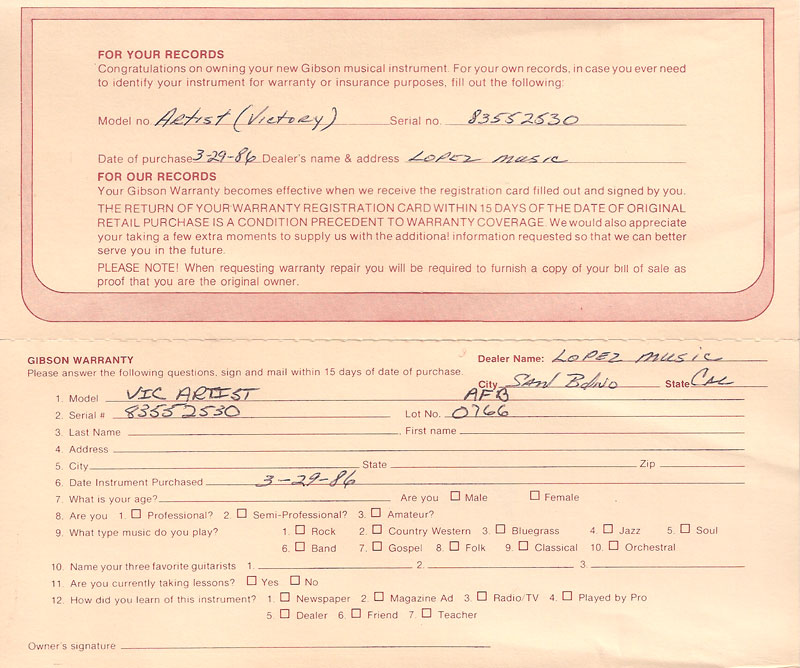 FOR YOUR RECORDS
Congratulations on owning your new Gibson musical instrument. For your own records, in case you ever need
to identify your instrument for warranty or insurance purposes, fill out the following:
Model no. Artist (Victory) Serial no. 83552530
Date of purchase 3-29-86 Dealer's name & address LOPEZ MUSIC
FOR OUR RECORDS
Your Gibson Warranty becomes effective when we receive the registration card filled out and signed by you.
THE RETURN OF YOUR WARRANTY REGISTRATION CARD WITHIN 15 DAYS OF THE DATE OF ORIGINAL
RETAIL PURCHASE IS A CONDITION PRECEDENT TO WARRANTY COVERAGE. We would also appreciate
your taking a few extra moments to supply us with the additional information requested so that we can better
serve you in the future.
PLEASE NOTE! When requesting warranty repair you will be required to furnish a copy of your bill of sale as
proof that you are the original owner.
GIBSON WARRANTY
Dealer Name: LOPEZ MUSIC
Please answer the following questions, sign and mail within 15 days of date of purchase.
City SAN Bdino State CAL
1. Model VIC ARTIST AFB
2. Serial # 83552530 Lot No. 0766
3. Last Name First name
4. Address
5. City State Zip
6. Date Instrument Purchased 3-29-86
7. What is your age? Are you Male Female
8. Are you 1. Professional? 2. Semi-Professional? 3. Amateur?
9. What type music do you play? 1. Rock 2. Country Western 3. Bluegrass 4. Jazz 5. Soul
6. Band 7. Gospel 8. Folk 9. Classical 10. Orchestral
10. Name your three favorite guitarists 1. 2. 3.
11. Are you currently taking lessons? Yes No
12. How did you learn of this instrument? 1. Newspaper 2. Magazine Ad 3. Radio/TV 4. Played by Pro
5. Dealer 6. Friend 7. Teacher
Owner's signature